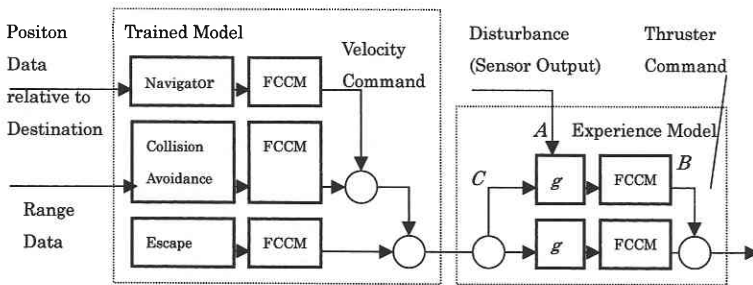 Positon
Data
relative to
Destination
Range
Data
Trained Model
Navigator
FCCM
Velocity
Command
Collision
Avoidance
FCCM
Escape
FCCM
Disturbance
(Sensor Output)
Thruster
Command
Experience Model
A
B
C
g
FCCM
g
FCCM